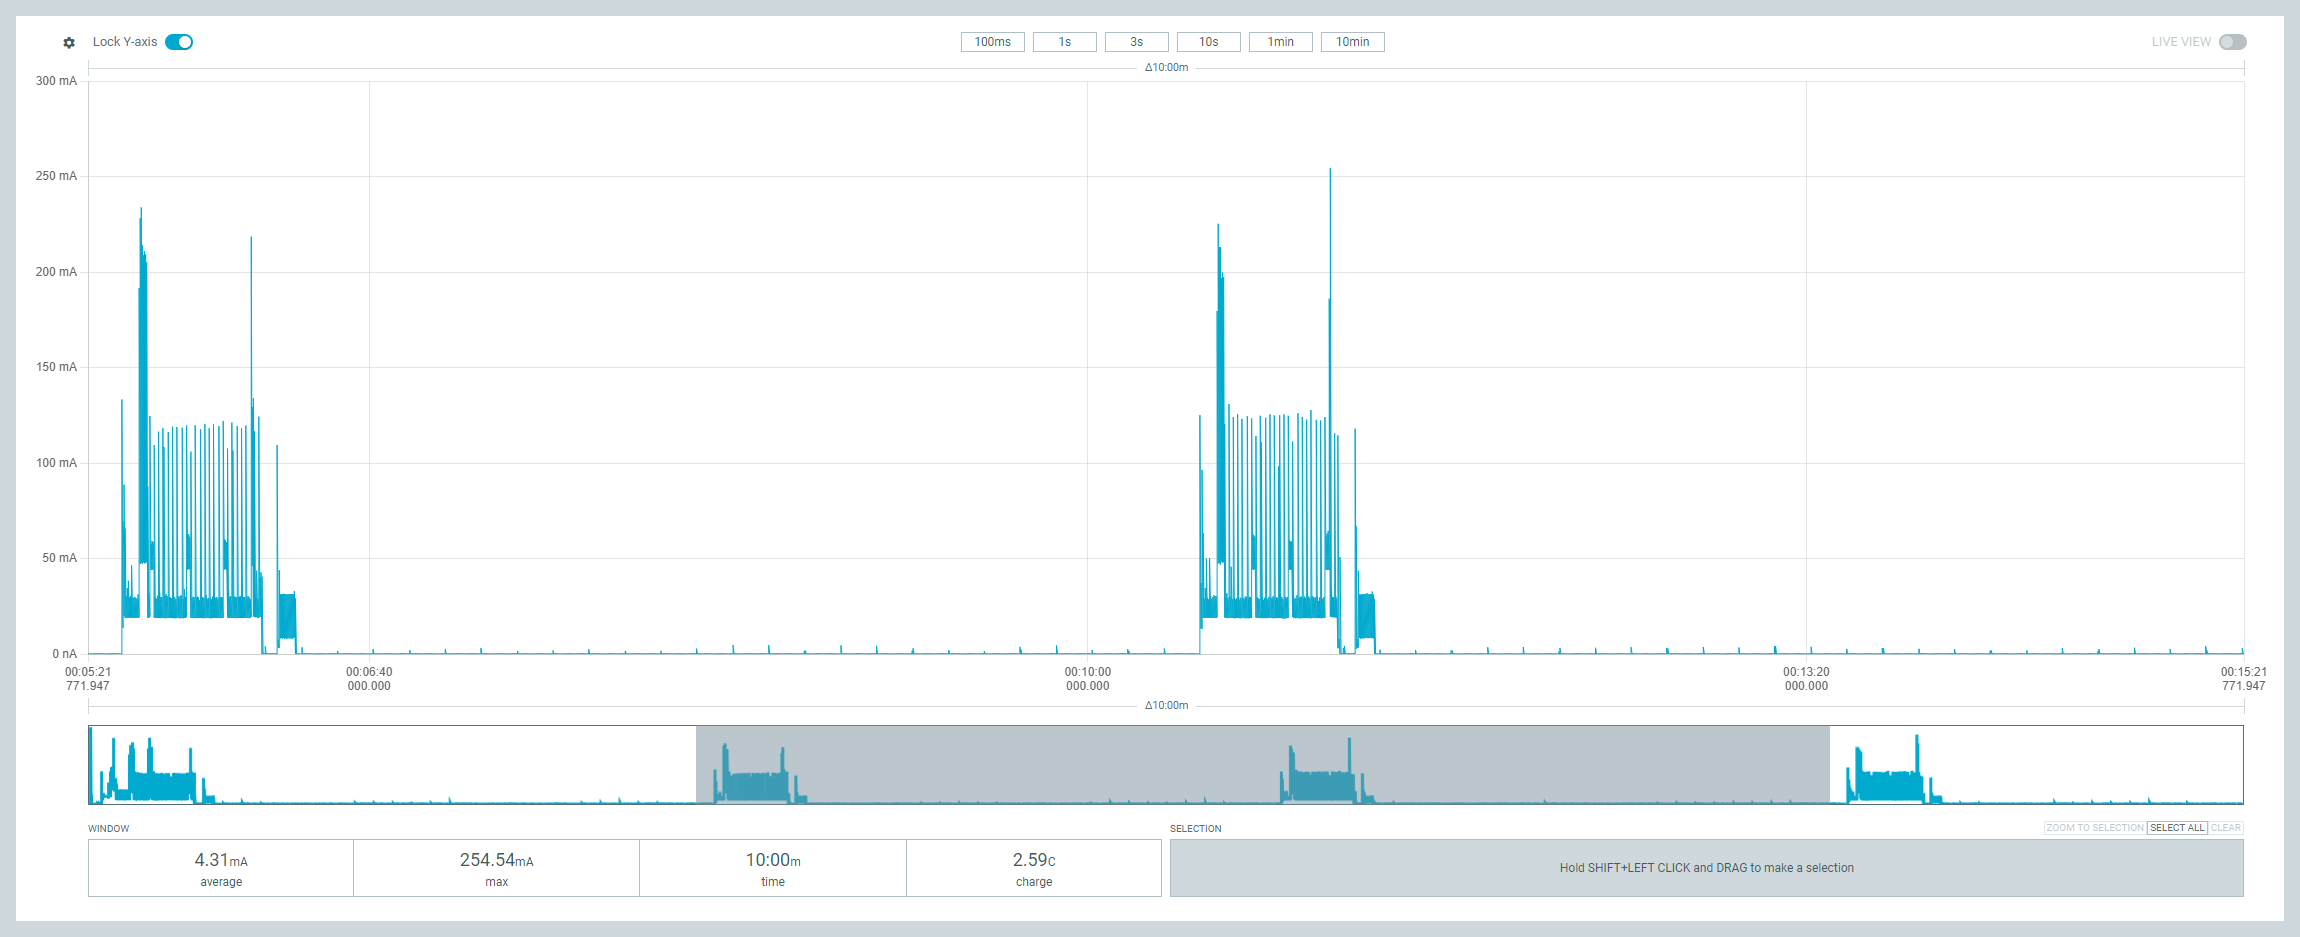 Lock Y-axis
100ms 1s 3s 10s 1min 10min
LIVE VIEW
Δ10:00m
300 mA
250 mA
200 mA
150 mA
100 mA
50 mA
0 nA
00:05:21 00:06:40 00:10:00 00:13:20 00:15:21
771.947 000.000 000.000 000.000 771.947
Δ10:00m
WINDOW
4.31mA 254.54mA 10:00m 2.59C
average max time charge
SELECTION
ZOOM TO SELECTION SELECT ALL CLEAR
Hold SHIFT+LEFT CLICK and DRAG to make a selection